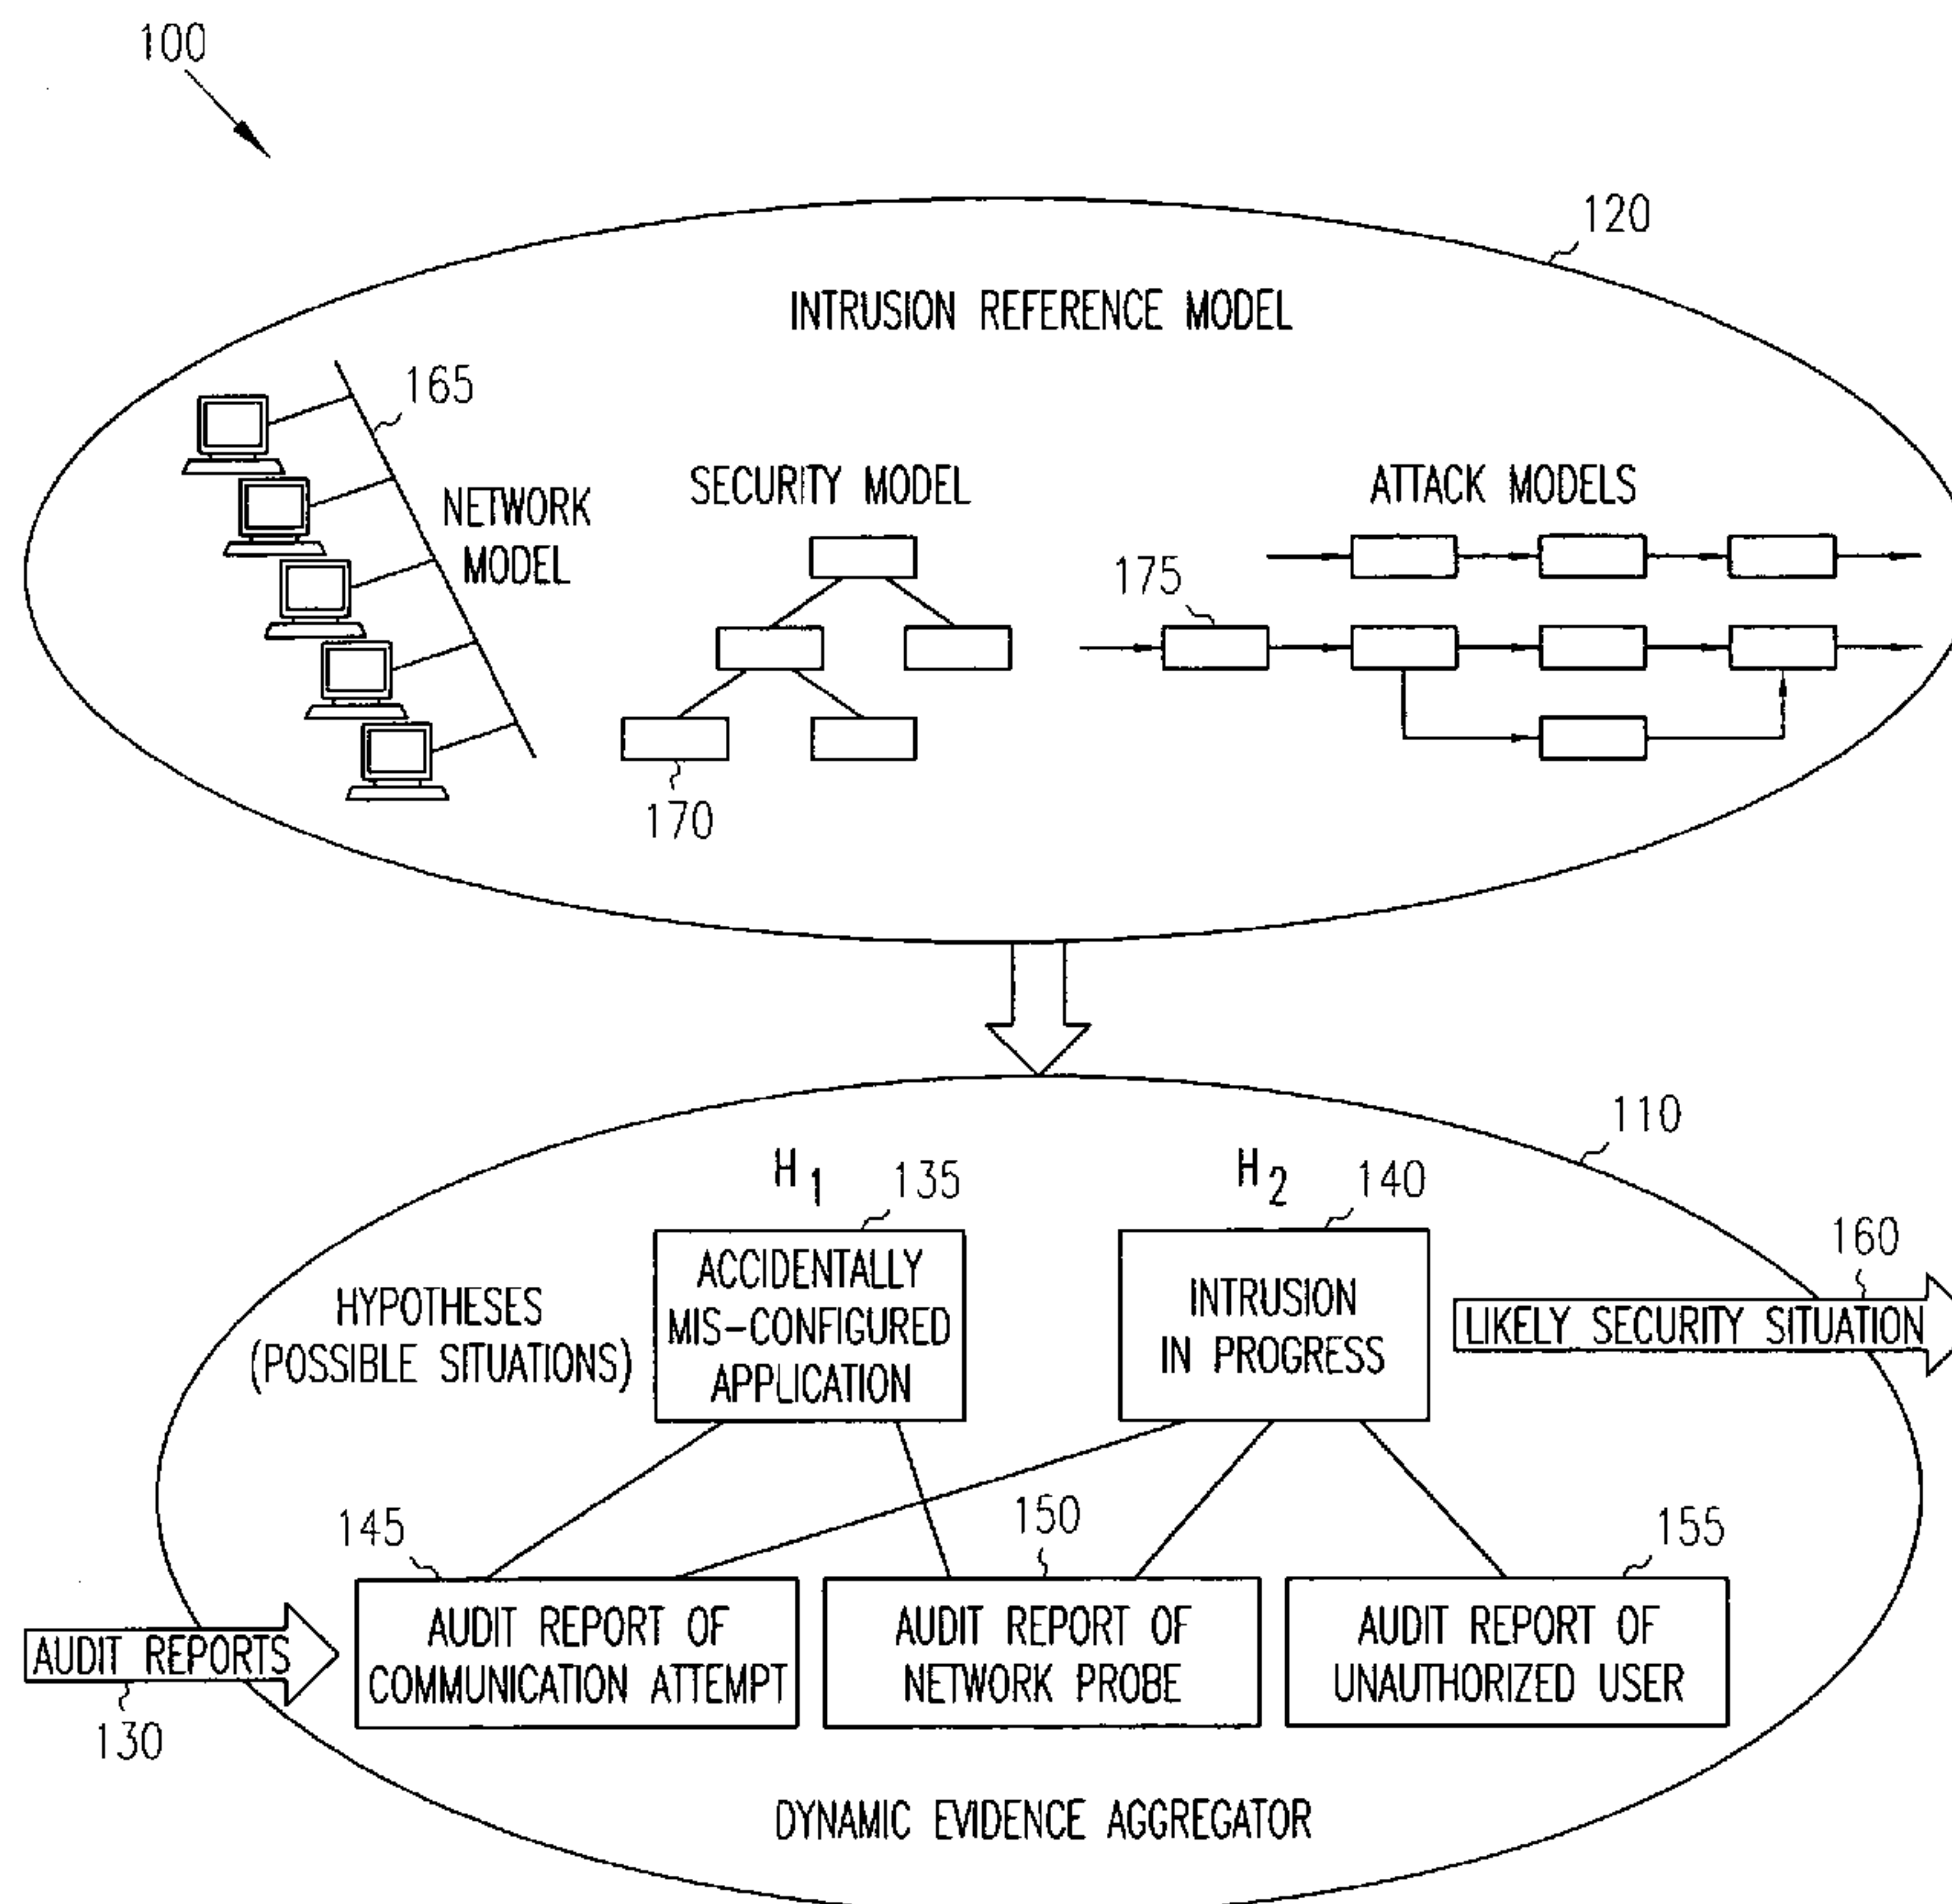 100
120
INTRUSION REFERENCE MODEL
165
NETWORK
MODEL
SECURITY MODEL
170
ATTACK MODELS
175
110
H1
135
H2
140
HYPOTHESES
(POSSIBLE SITUATIONS)
ACCIDENTALLY
MIS-CONFIGURED
APPLICATION
INTRUSION
IN PROGRESS
160
LIKELY SECURITY SITUATION
145
150
155
AUDIT REPORTS
130
AUDIT REPORT OF
COMMUNICATION ATTEMPT
AUDIT REPORT OF
NETWORK PROBE
AUDIT REPORT OF
UNAUTHORIZED USER
DYNAMIC EVIDENCE AGGREGATOR